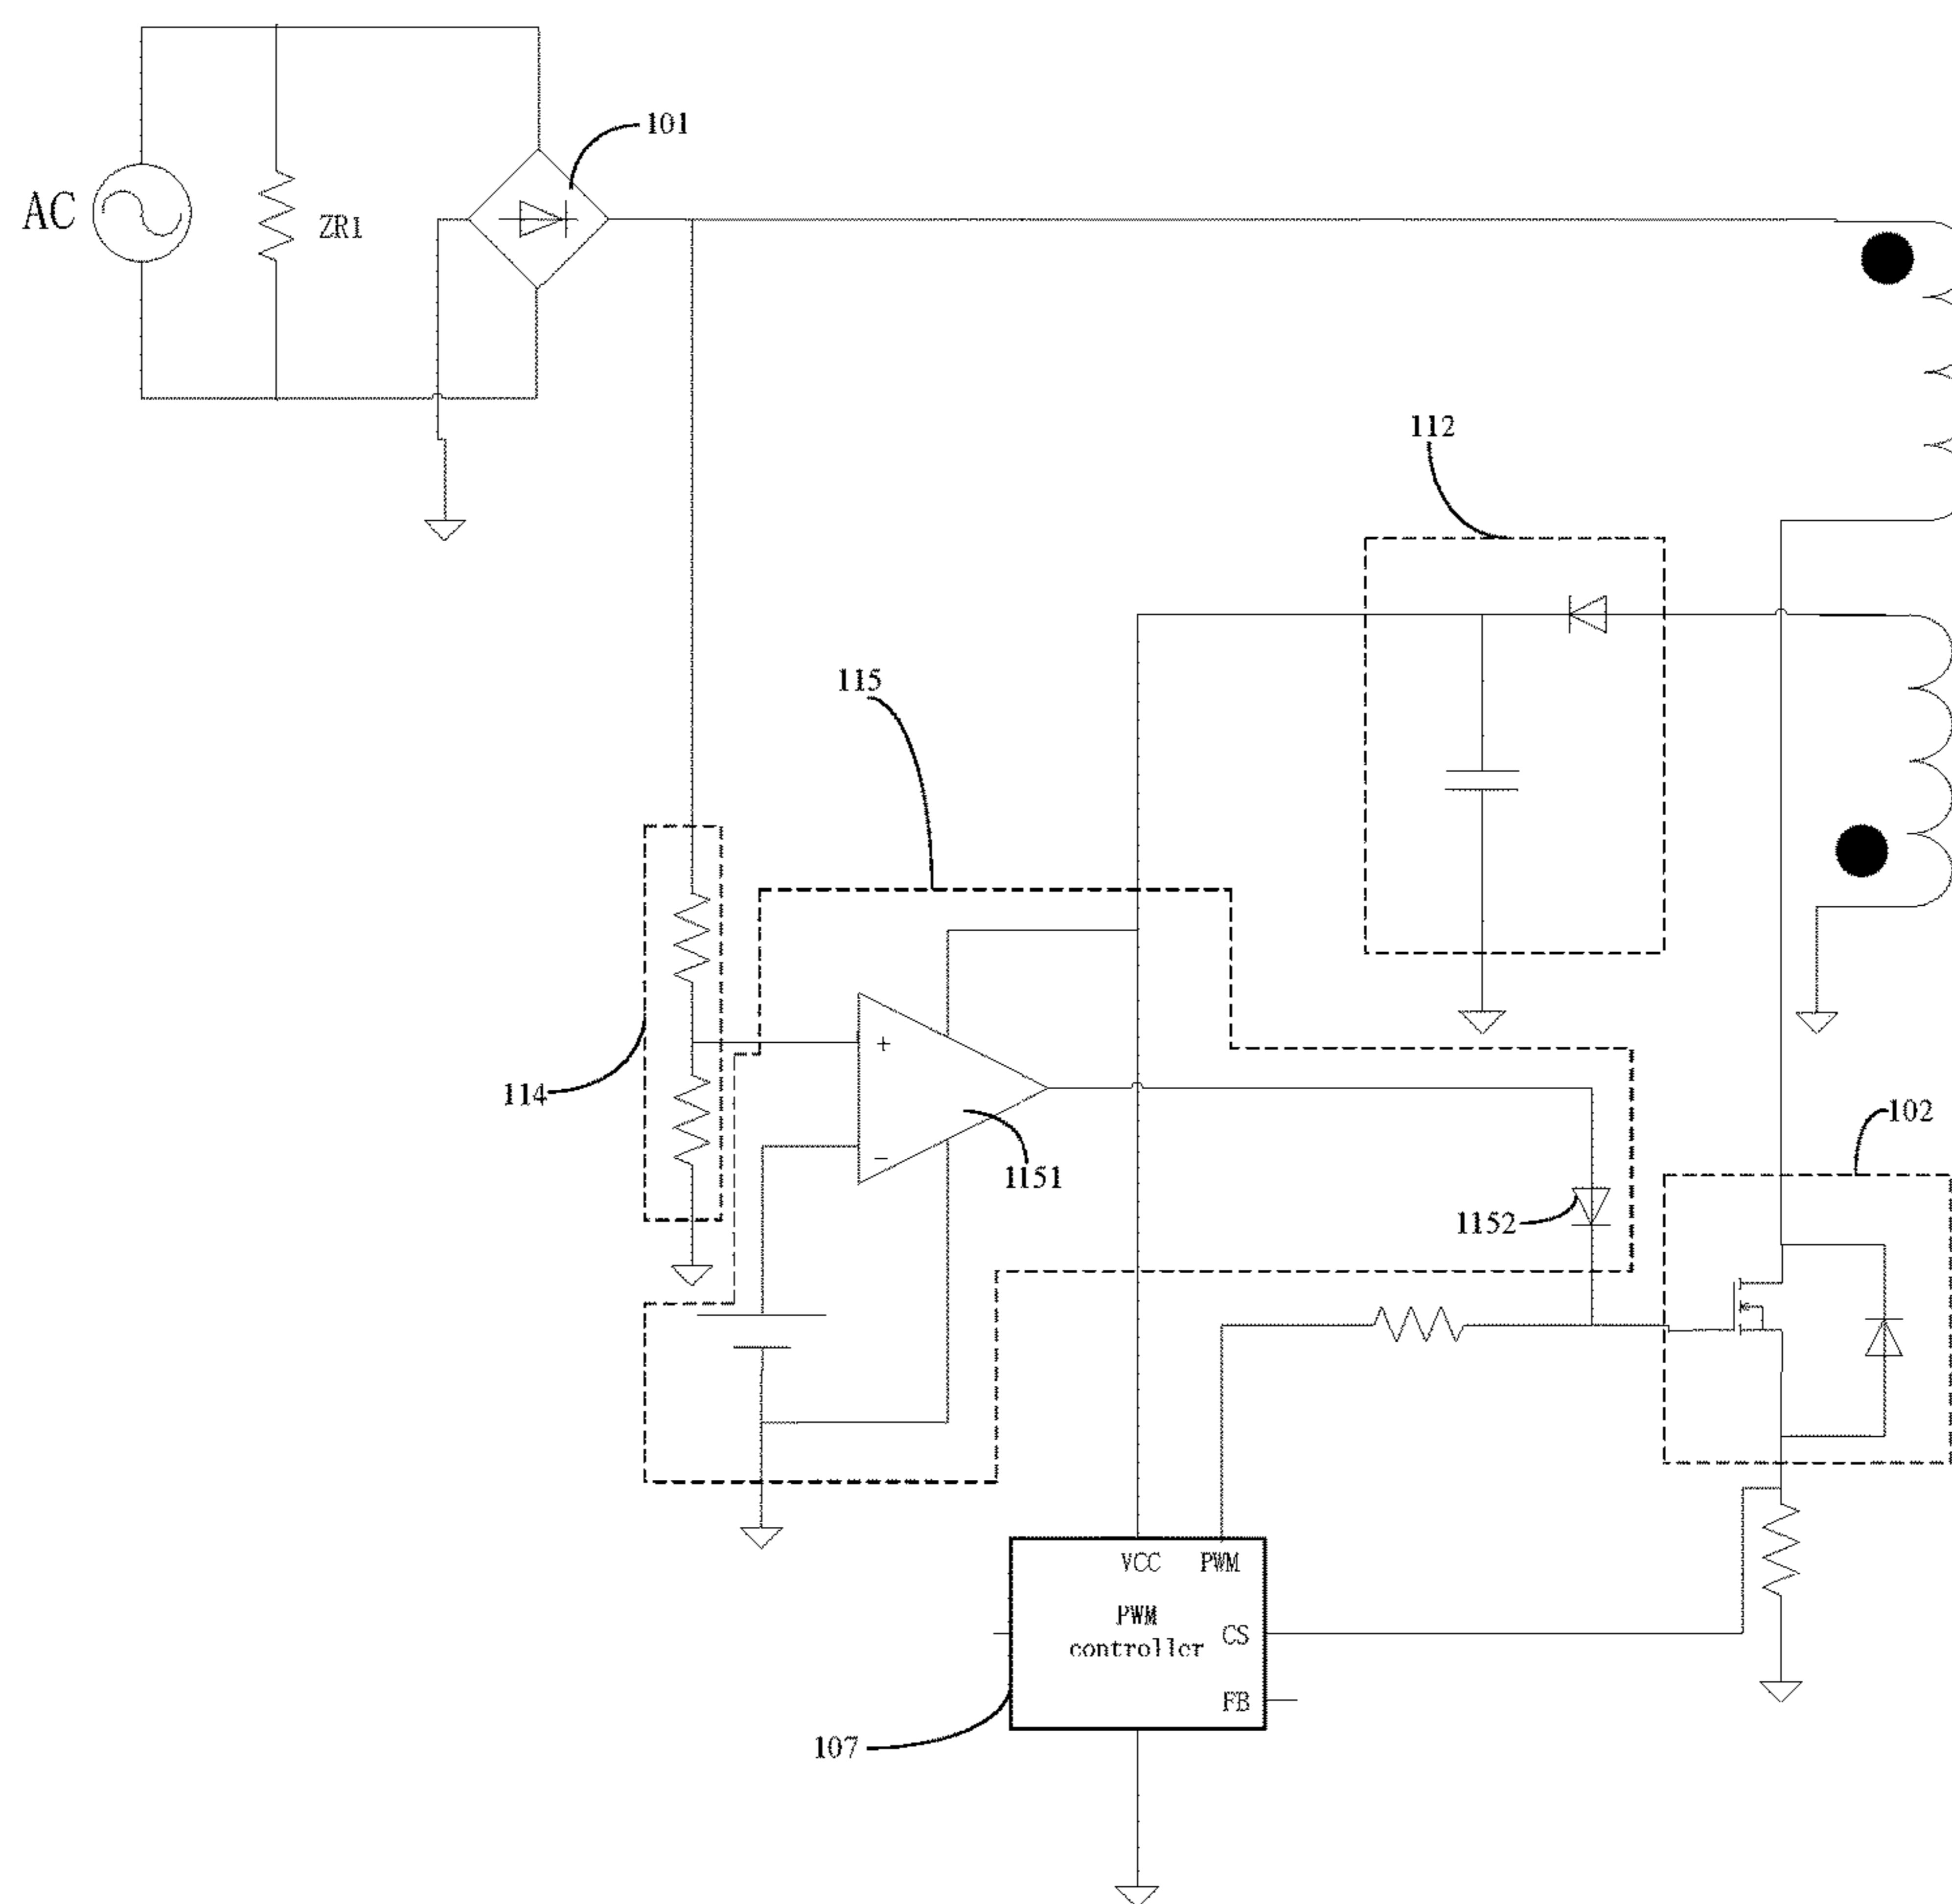 101
AC
ZR1
112
115
+
114
−
1151
102
1152
VCC PWM
PWM
controller
CS
FB
107